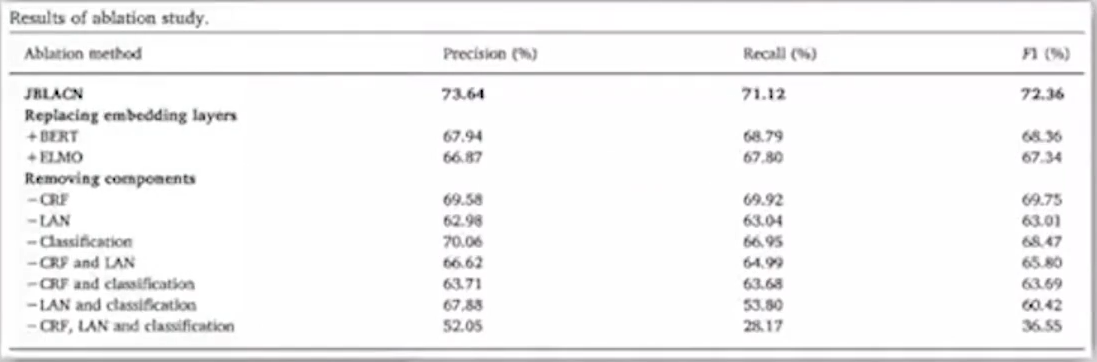 Results of ablation study.
Ablation method Precision (%) Recall (%) F1 (%)
JBLACN 73.64 71.12 72.36
Replacing embedding layers
+BERT 67.94 68.79 68.36
+ELMO 66.87 67.80 67.34
Removing components
−CRF 69.58 69.92 69.75
−LAN 62.98 63.04 63.01
−Classification 70.06 66.95 68.47
−CRF and LAN 66.62 64.99 65.80
−CRF and classification 63.71 63.68 63.69
−LAN and classification 67.88 53.80 60.42
−CRF, LAN and classification 52.05 28.17 36.55